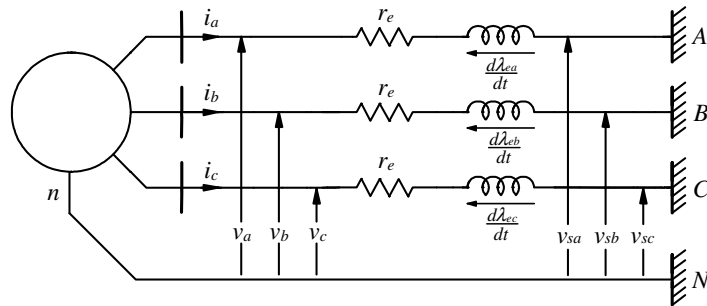 i_a r_e A
dλ_ea/dt
i_b r_e B
dλ_eb/dt
i_c r_e C
n
dλ_ec/dt
v_a v_b v_c v_sa v_sb v_sc
N